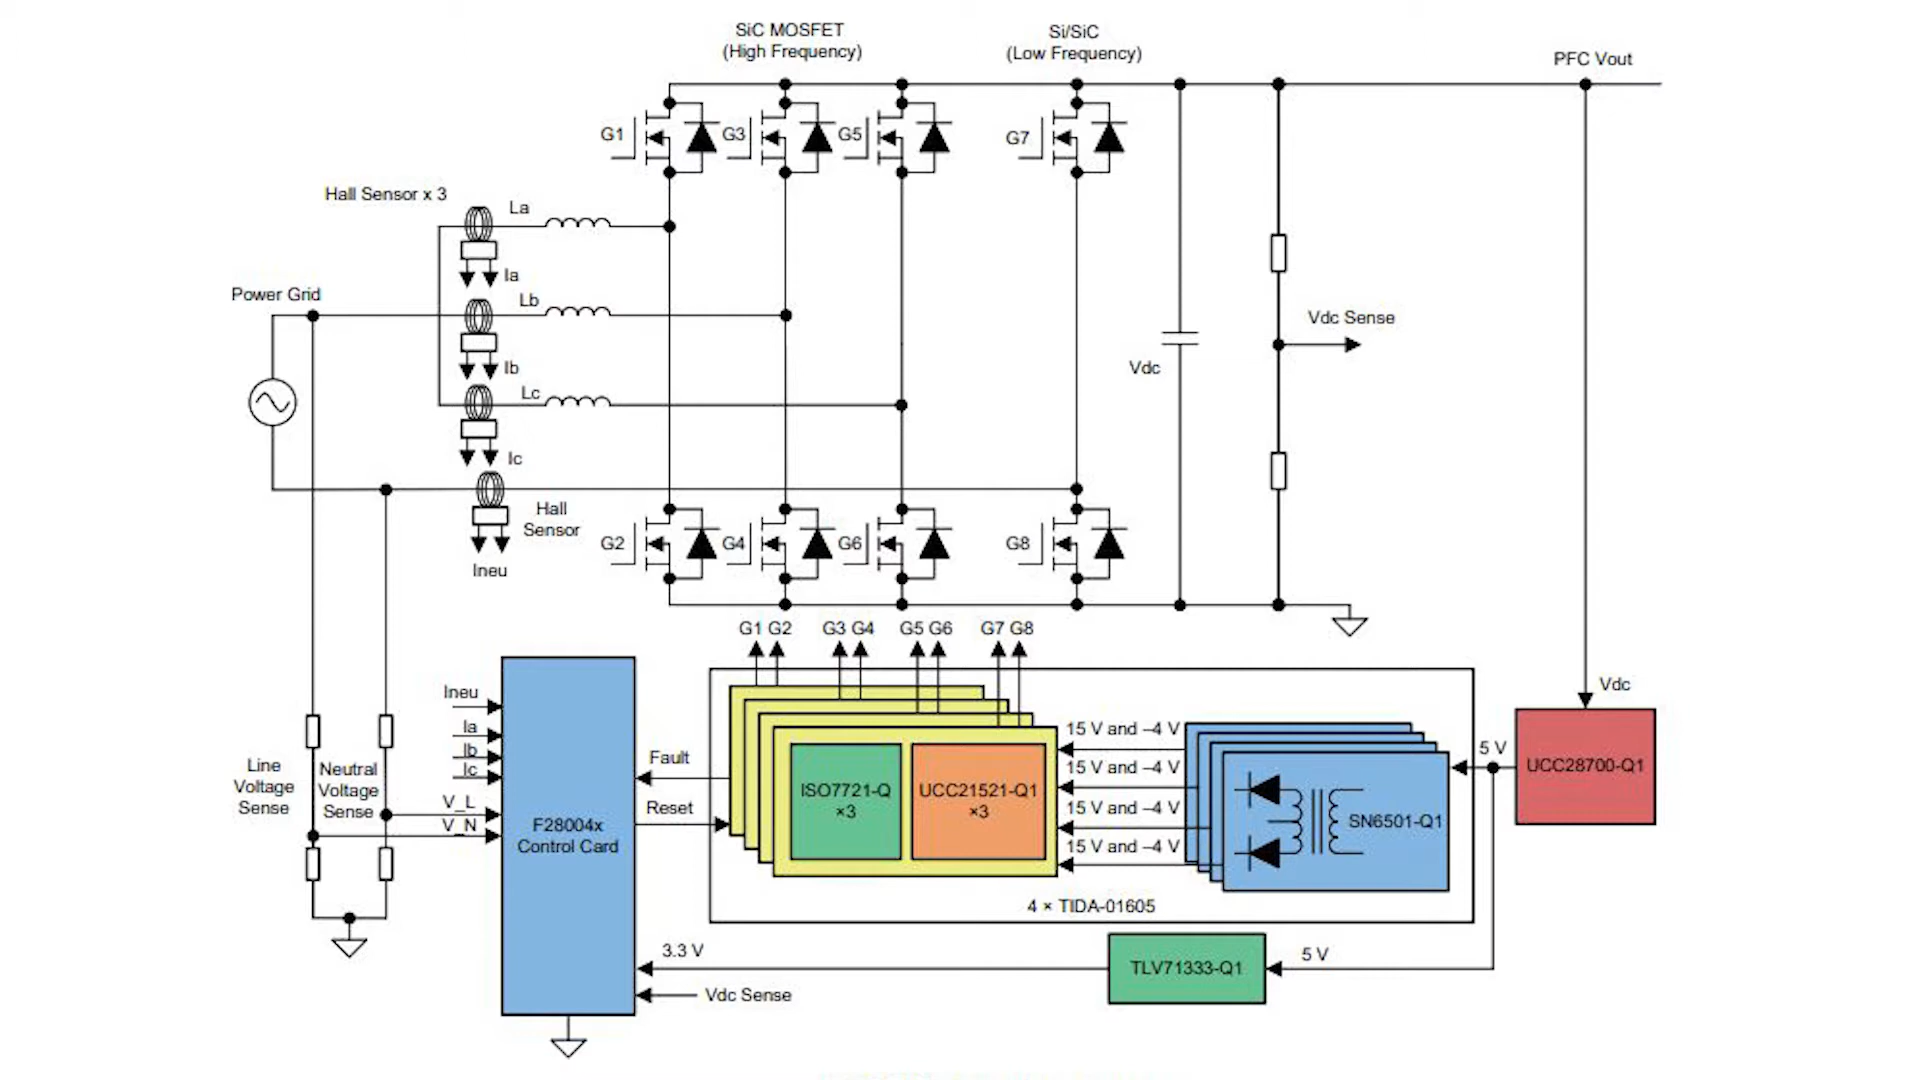 SiC MOSFET
(High Frequency)
Si/SiC
(Low Frequency)
PFC Vout
G1
G3
G5
G7
Hall Sensor x 3
La
Ia
Power Grid
Lb
Ib
Vdc Sense
Vdc
Lc
Ic
Hall
Sensor
Ineu
G2
G4
G6
G8
G1 G2
G3 G4
G5 G6
G7 G8
Ineu
Ia
Ib
Ic
V_L
V_N
Line
Voltage
Sense
Neutral
Voltage
Sense
F28004x
Control Card
Fault
Reset
ISO7721-Q
×3
UCC21521-Q1
×3
15 V and –4 V
15 V and –4 V
15 V and –4 V
15 V and –4 V
SN6501-Q1
5 V
Vdc
UCC28700-Q1
4 × TIDA-01605
3.3 V
TLV71333-Q1
5 V
Vdc Sense